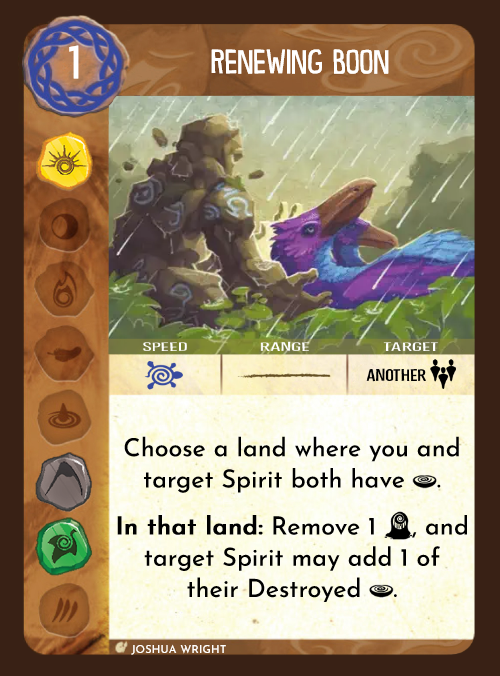 1
RENEWING BOON
SPEED RANGE TARGET
ANOTHER
Choose a land where you and
target Spirit both have .
In that land: Remove 1 , and
target Spirit may add 1 of
their Destroyed .
JOSHUA WRIGHT